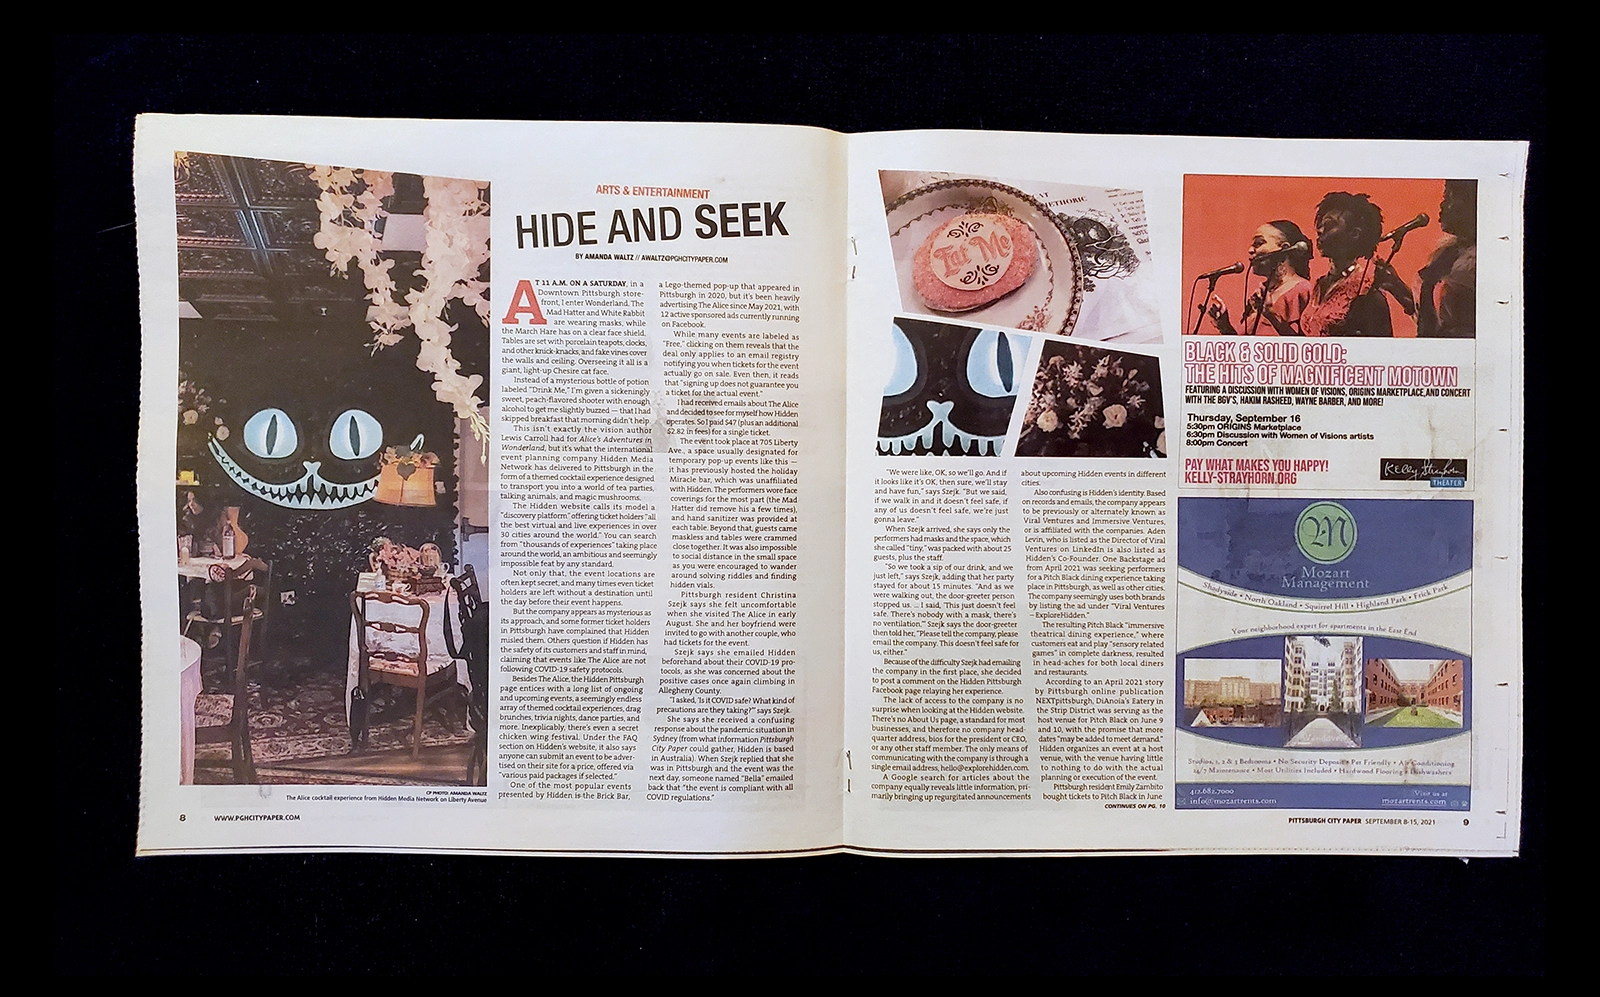 ARTS & ENTERTAINMENT
HIDE AND SEEK
BY AMANDA WALTZ // AWALTZ@PGHCITYPAPER.COM
AT 11 A.M. ON A SATURDAY, in a
Downtown Pittsburgh store-
front, I enter Wonderland. The
Mad Hatter and White Rabbit
are wearing masks, while
the March Hare has on a clear face shield.
Tables are set with porcelain teapots, clocks,
and other knick-knacks, and fake vines cover
the walls and ceiling. Overseeing it all is a
giant, light-up Chesire cat face.
Instead of a mysterious bottle of potion
labeled "Drink Me," I'm given a sickeningly
sweet, peach-flavored shooter with enough
alcohol to get me slightly buzzed — that I had
skipped breakfast that morning didn't help.
This isn't exactly the vision author
Lewis Carroll had for Alice's Adventures in
Wonderland, but it's what the international
event planning company Hidden Media
Network has delivered to Pittsburgh in the
form of a themed cocktail experience designed
to transport you into a world of tea parties,
talking animals, and magic mushrooms.
The Hidden website calls its model a
"discovery platform" offering ticket holders "all
the best virtual and live experiences in over
30 cities around the world." You can search
from "thousands of experiences" taking place
around the world, an ambitious and seemingly
impossible feat by any standard.
Not only that, the event locations are
often kept secret, and many times even ticket
holders are left without a destination until
the day before their event happens.
But the company appears as mysterious as
its approach, and some former ticket holders
in Pittsburgh have complained that Hidden
misled them. Others question if Hidden has
the safety of its customers and staff in mind,
claiming that events like The Alice are not
following COVID-19 safety protocols.
Besides The Alice, the Hidden Pittsburgh
page entices with a long list of ongoing
and upcoming events, a seemingly endless
array of themed cocktail experiences, drag
brunches, trivia nights, dance parties, and
more. Inexplicably, there's even a secret
chicken wing festival. Under the FAQ
section on Hidden's website, it also says
anyone can submit an event to be adver-
tised on their site for a price, offered via
"various paid packages if selected."
One of the most popular events
presented by Hidden is the Brick Bar,
a Lego-themed pop-up that appeared in
Pittsburgh in 2020, but it's been heavily
advertising The Alice since May 2021, with
12 active sponsored ads currently running
on Facebook.
While many events are labeled as
"Free," clicking on them reveals that the
deal only applies to an email registry
notifying you when tickets for the event
actually go on sale. Even then, it reads
that "signing up does not guarantee you
a ticket for the actual event."
I had received emails about The Alice
and decided to see for myself how Hidden
operates. So I paid $47 (plus an additional
$2.82 in fees) for a single ticket.
The event took place at 705 Liberty
Ave., a space usually designated for
temporary pop-up events like this —
it has previously hosted the holiday
Miracle bar, which was unaffiliated
with Hidden. The performers wore face
coverings for the most part (the Mad
Hatter did remove his a few times),
and hand sanitizer was provided at
each table. Beyond that, guests came
maskless and tables were crammed
close together. It was also impossible
to social distance in the small space
as you were encouraged to wander
around solving riddles and finding
hidden vials.
Pittsburgh resident Christina
Szejk says she felt uncomfortable
when she visited The Alice in early
August. She and her boyfriend were
invited to go with another couple, who
had tickets for the event.
Szejk says she emailed Hidden
beforehand about their COVID-19 pro-
tocols, as she was concerned about the
positive cases once again climbing in
Allegheny County.
"I asked, 'Is it COVID safe? What kind of
precautions are they taking?'" says Szejk.
She says she received a confusing
response about the pandemic situation in
Sydney (from what information Pittsburgh
City Paper could gather, Hidden is based
in Australia). When Szejk replied that she
was in Pittsburgh and the event was the
next day, someone named "Bella" emailed
back that "the event is compliant with all
COVID regulations."
CP PHOTO: AMANDA WALTZ
The Alice cocktail experience from Hidden Media Network on Liberty Avenue
8 WWW.PGHCITYPAPER.COM
Eat Me
"We were like, OK, so we'll go. And if
it looks like it's OK, then sure, we'll stay
and have fun," says Szejk. "But we said,
if we walk in and it doesn't feel safe, if
any of us doesn't feel safe, we're just
gonna leave."
When Szejk arrived, she says only the
performers had masks and the space, which
she called "tiny," was packed with about 25
guests, plus the staff.
"So we took a sip of our drink, and we
just left," says Szejk, adding that her party
stayed for about 15 minutes. "And as we
were walking out, the door-greeter person
stopped us. ... I said, 'This just doesn't feel
safe. There's nobody with a mask, there's
no ventilation,'" Szejk says the door-greeter
then told her, "Please tell the company, please
email the company. This doesn't feel safe for
us, either."
Because of the difficulty Szejk had emailing
the company in the first place, she decided
to post a comment on the Hidden Pittsburgh
Facebook page relaying her experience.
The lack of access to the company is no
surprise when looking at the Hidden website.
There's no About Us page, a standard for most
businesses, and therefore no company head-
quarter address, bios for the president or CEO,
or any other staff member. The only means of
communicating with the company is through a
single email address, hello@explorehidden.com.
A Google search for articles about the
company equally reveals little information, pri-
marily bringing up regurgitated announcements
about upcoming Hidden events in different
cities.
Also confusing is Hidden's identity. Based
on records and emails, the company appears
to be previously or alternately known as
Viral Ventures and Immersive Ventures,
or is affiliated with the companies. Aden
Levin, who is listed as the Director of Viral
Ventures on LinkedIn is also listed as
Hidden's Co-Founder. One Backstage ad
from April 2021 was seeking performers
for a Pitch Black dining experience taking
place in Pittsburgh, as well as other cities.
The company seemingly uses both brands
by listing the ad under "Viral Ventures
– ExploreHidden."
The resulting Pitch Black "immersive
theatrical dining experience," where
customers eat and play "sensory related
games" in complete darkness, resulted
in head-aches for both local diners
and restaurants.
According to an April 2021 story
by Pittsburgh online publication
NEXTpittsburgh, DiAnoia's Eatery in
the Strip District was serving as the
host venue for Pitch Black on June 9
and 10, with the promise that more
dates "may be added to meet demand."
Hidden organizes an event at a host
venue, with the venue having little
to nothing to do with the actual
planning or execution of the event.
Pittsburgh resident Emily Zambito
bought tickets to Pitch Black in June
CONTINUES ON PG. 10
BLACK & SOLID GOLD:
THE HITS OF MAGNIFICENT MOTOWN
FEATURING A DISCUSSION WITH WOMEN OF VISIONS, ORIGINS MARKETPLACE, AND CONCERT
WITH THE BGV'S, HAKIM RASHEED, WAYNE BARBER, AND MORE!
Thursday, September 16
5:30pm ORIGINS Marketplace
6:30pm Discussion with Women of Visions artists
8:00pm Concert
PAY WHAT MAKES YOU HAPPY!
KELLY-STRAYHORN.ORG
Kelly Strayhorn
THEATER
M
Mozart
Management
Shadyside • North Oakland • Squirrel Hill • Highland Park • Frick Park
Your neighborhood expert for apartments in the East End
Studios, 1, 2 & 3 Bedrooms • No Security Deposit • Pet Friendly • Air Conditioning
24/7 Maintenance • Most Utilities Included • Hardwood Flooring • Dishwashers
412.682.7000
info@mozartrents.com
Visit us at
mozartrents.com
PITTSBURGH CITY PAPER SEPTEMBER 8-15, 2021 9